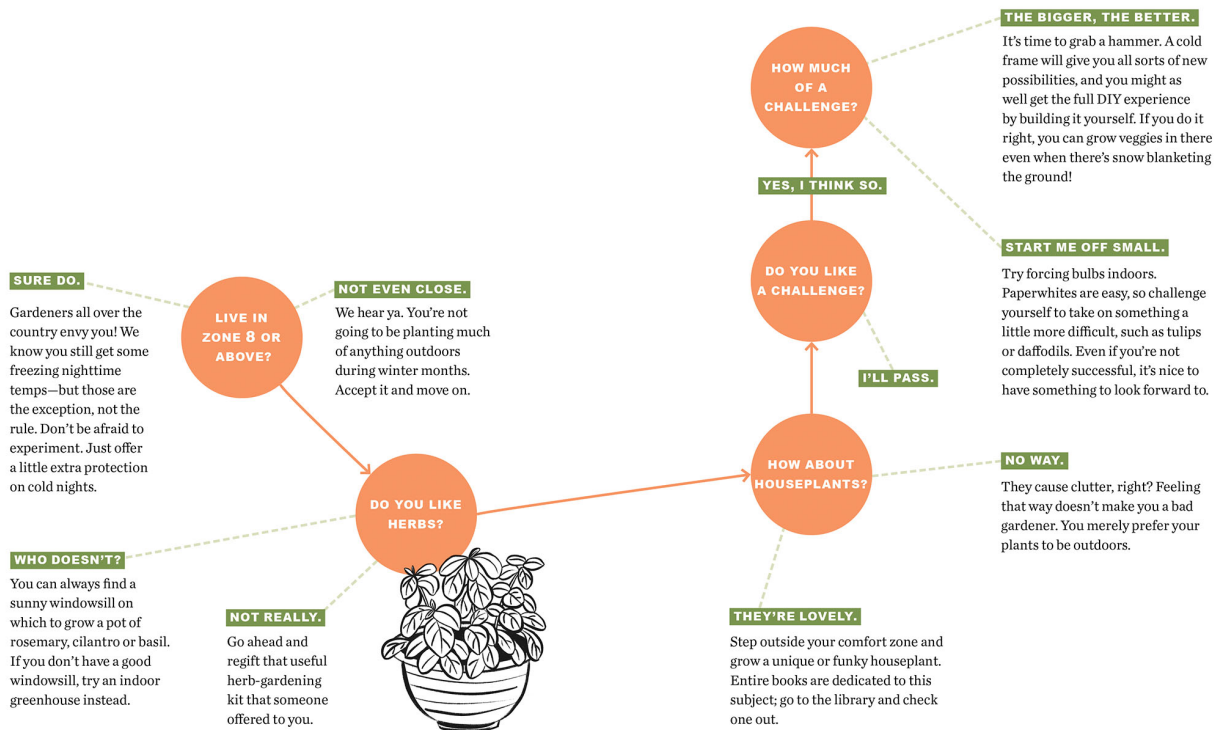 LIVE IN
ZONE 8 OR
ABOVE?
SURE DO.
Gardeners all over the
country envy you! We
know you still get some
freezing nighttime
temps—but those are
the exception, not the
rule. Don’t be afraid to
experiment. Just offer
a little extra protection
on cold nights.
NOT EVEN CLOSE.
We hear ya. You’re not
going to be planting much
of anything outdoors
during winter months.
Accept it and move on.
DO YOU LIKE
HERBS?
WHO DOESN’T?
You can always find a
sunny windowsill on
which to grow a pot of
rosemary, cilantro or basil.
If you don’t have a good
windowsill, try an indoor
greenhouse instead.
NOT REALLY.
Go ahead and
regift that useful
herb-gardening
kit that someone
offered to you.
HOW ABOUT
HOUSEPLANTS?
THEY’RE LOVELY.
Step outside your comfort zone and
grow a unique or funky houseplant.
Entire books are dedicated to this
subject; go to the library and check
one out.
NO WAY.
They cause clutter, right? Feeling
that way doesn’t make you a bad
gardener. You merely prefer your
plants to be outdoors.
DO YOU LIKE
A CHALLENGE?
I’LL PASS.
YES, I THINK SO.
HOW MUCH
OF A
CHALLENGE?
THE BIGGER, THE BETTER.
It’s time to grab a hammer. A cold
frame will give you all sorts of new
possibilities, and you might as
well get the full DIY experience
by building it yourself. If you do it
right, you can grow veggies in there
even when there’s snow blanketing
the ground!
START ME OFF SMALL.
Try forcing bulbs indoors.
Paperwhites are easy, so challenge
yourself to take on something a
little more difficult, such as tulips
or daffodils. Even if you’re not
completely successful, it’s nice to
have something to look forward to.